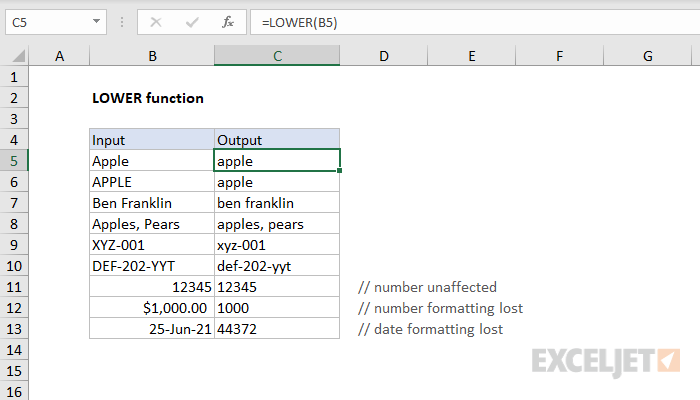 C5 fx =LOWER(B5)
A B C D E F G
1
2 LOWER function
3
4 Input Output
5 Apple apple
6 APPLE apple
7 Ben Franklin ben franklin
8 Apples, Pears apples, pears
9 XYZ-001 xyz-001
10 DEF-202-YYT def-202-yyt
11 12345 12345 // number unaffected
12 $1,000.00 1000 // number formatting lost
13 25-Jun-21 44372 // date formatting lost
14
15
16
EXCELJET